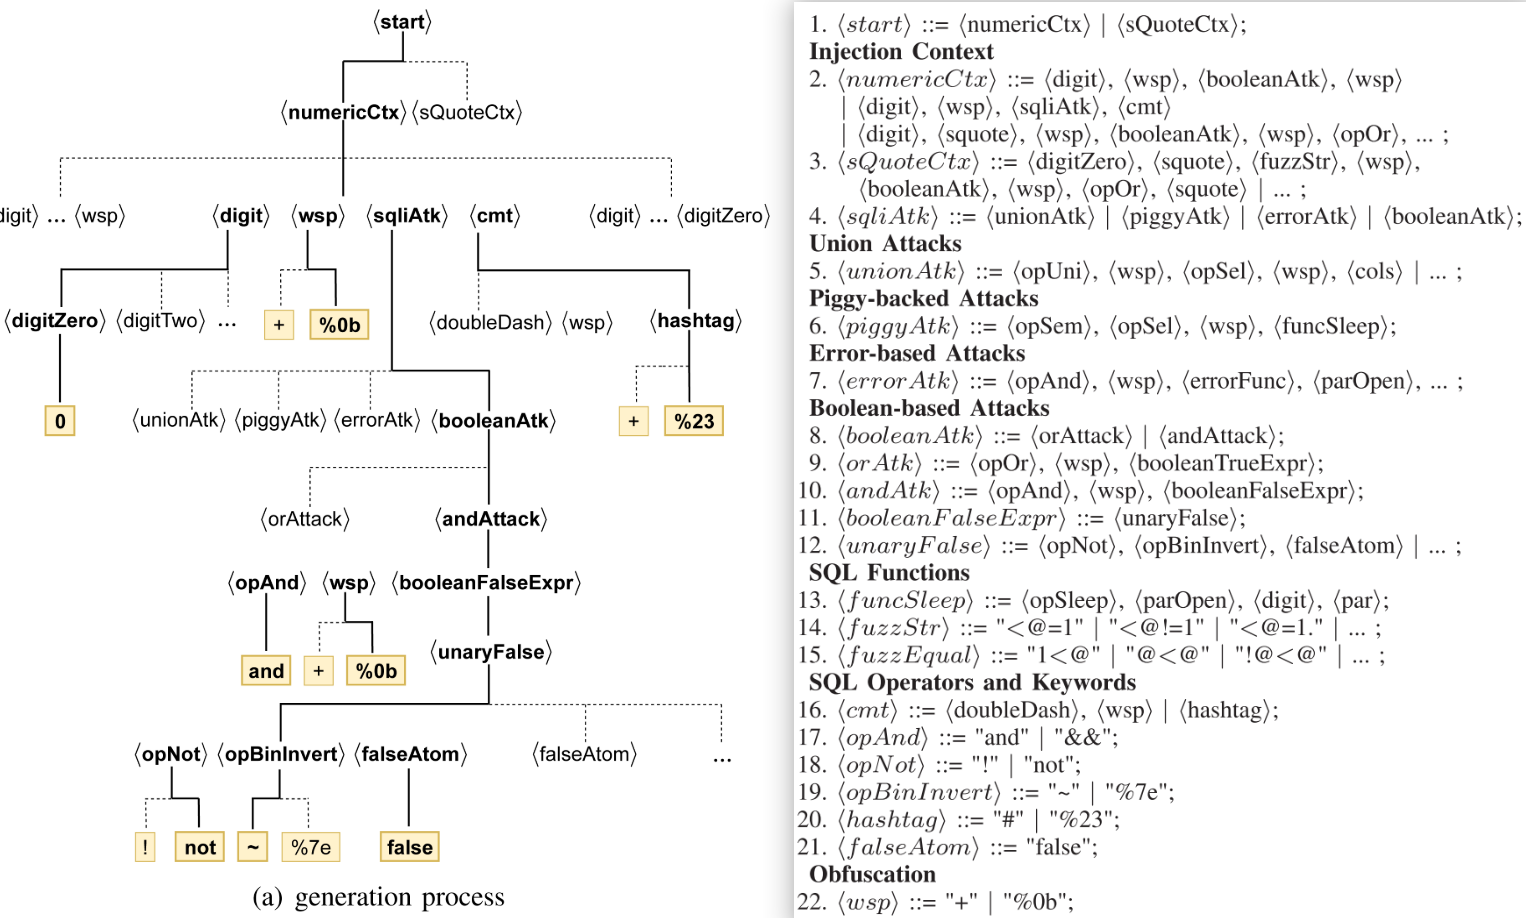 ⟨start⟩
⟨numericCtx⟩ ⟨sQuoteCtx⟩
digit⟩ ... ⟨wsp⟩ ⟨digit⟩ ⟨wsp⟩ ⟨sqliAtk⟩ ⟨cmt⟩ ⟨digit⟩ ... ⟨digitZero⟩
⟨digitZero⟩ ⟨digitTwo⟩ ... + %0b ⟨doubleDash⟩ ⟨wsp⟩ ⟨hashtag⟩
0 ⟨unionAtk⟩ ⟨piggyAtk⟩ ⟨errorAtk⟩ ⟨booleanAtk⟩ + %23
⟨orAttack⟩ ⟨andAttack⟩
⟨opAnd⟩ ⟨wsp⟩ ⟨booleanFalseExpr⟩
and + %0b ⟨unaryFalse⟩
⟨opNot⟩ ⟨opBinInvert⟩ ⟨falseAtom⟩ ⟨falseAtom⟩ ...
! not ~ %7e false
(a) generation process
1. ⟨start⟩ ::= ⟨numericCtx⟩ | ⟨sQuoteCtx⟩;
Injection Context
2. ⟨numericCtx⟩ ::= ⟨digit⟩, ⟨wsp⟩, ⟨booleanAtk⟩, ⟨wsp⟩
| ⟨digit⟩, ⟨wsp⟩, ⟨sqliAtk⟩, ⟨cmt⟩
| ⟨digit⟩, ⟨squote⟩, ⟨wsp⟩, ⟨booleanAtk⟩, ⟨wsp⟩, ⟨opOr⟩, ... ;
3. ⟨sQuoteCtx⟩ ::= ⟨digitZero⟩, ⟨squote⟩, ⟨fuzzStr⟩, ⟨wsp⟩,
⟨booleanAtk⟩, ⟨wsp⟩, ⟨opOr⟩, ⟨squote⟩ | ... ;
4. ⟨sqliAtk⟩ ::= ⟨unionAtk⟩ | ⟨piggyAtk⟩ | ⟨errorAtk⟩ | ⟨booleanAtk⟩;
Union Attacks
5. ⟨unionAtk⟩ ::= ⟨opUni⟩, ⟨wsp⟩, ⟨opSel⟩, ⟨wsp⟩, ⟨cols⟩ | ... ;
Piggy-backed Attacks
6. ⟨piggyAtk⟩ ::= ⟨opSem⟩, ⟨opSel⟩, ⟨wsp⟩, ⟨funcSleep⟩;
Error-based Attacks
7. ⟨errorAtk⟩ ::= ⟨opAnd⟩, ⟨wsp⟩, ⟨errorFunc⟩, ⟨parOpen⟩, ... ;
Boolean-based Attacks
8. ⟨booleanAtk⟩ ::= ⟨orAttack⟩ | ⟨andAttack⟩;
9. ⟨orAtk⟩ ::= ⟨opOr⟩, ⟨wsp⟩, ⟨booleanTrueExpr⟩;
10. ⟨andAtk⟩ ::= ⟨opAnd⟩, ⟨wsp⟩, ⟨booleanFalseExpr⟩;
11. ⟨booleanFalseExpr⟩ ::= ⟨unaryFalse⟩;
12. ⟨unaryFalse⟩ ::= ⟨opNot⟩, ⟨opBinInvert⟩, ⟨falseAtom⟩ | ... ;
SQL Functions
13. ⟨funcSleep⟩ ::= ⟨opSleep⟩, ⟨parOpen⟩, ⟨digit⟩, ⟨par⟩;
14. ⟨fuzzStr⟩ ::= "<@=1" | "<@!=1" | "<@=1." | ... ;
15. ⟨fuzzEqual⟩ ::= "1<@" | "@<@" | "!@<@" | ... ;
SQL Operators and Keywords
16. ⟨cmt⟩ ::= ⟨doubleDash⟩, ⟨wsp⟩ | ⟨hashtag⟩;
17. ⟨opAnd⟩ ::= "and" | "&&";
18. ⟨opNot⟩ ::= "!" | "not";
19. ⟨opBinInvert⟩ ::= "~" | "%7e";
20. ⟨hashtag⟩ ::= "#" | "%23";
21. ⟨falseAtom⟩ ::= "false";
Obfuscation
22. ⟨wsp⟩ ::= "+" | "%0b";